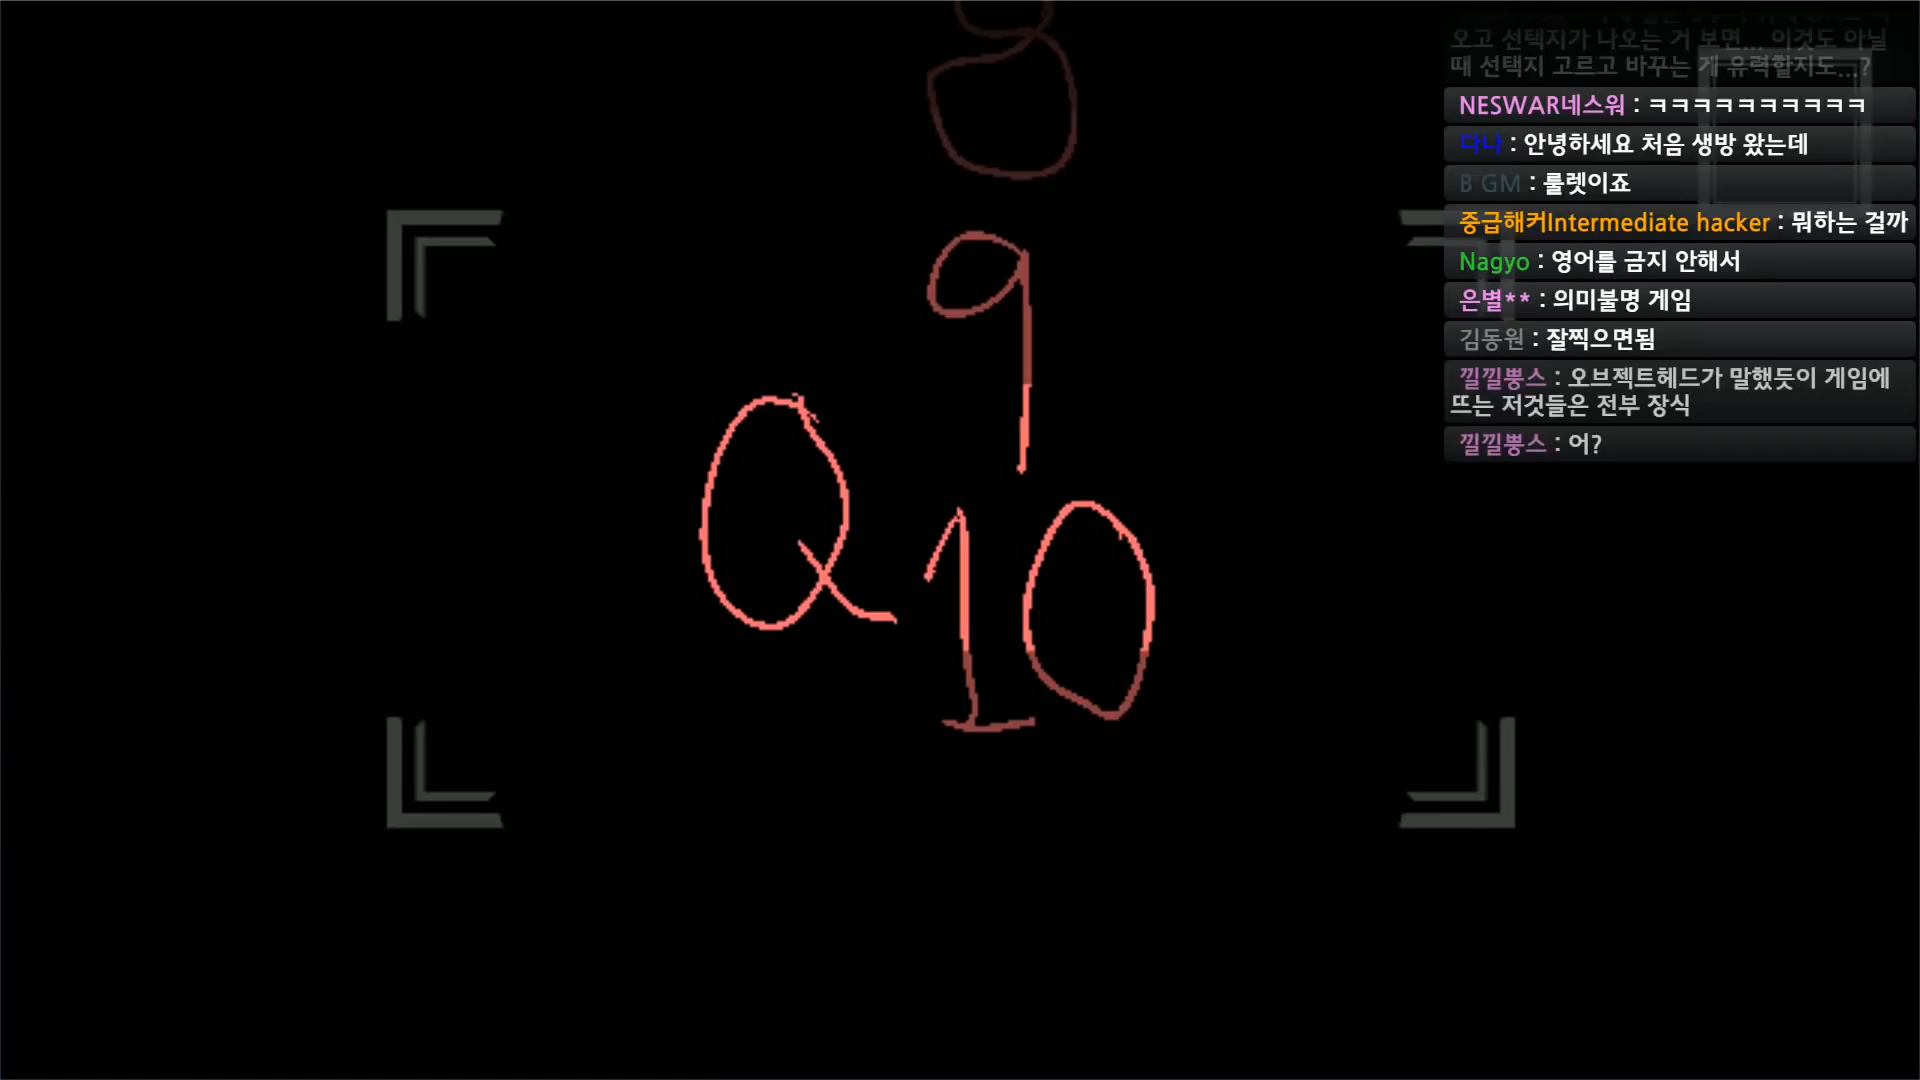 8
9
Q 10
오고 선택지가 나오는 거 보면... 이것도 아닐
때 선택지 고르고 바꾸는 게 유력할지도...?
NESWAR네스워 : ㅋㅋㅋㅋㅋㅋㅋㅋㅋㅋ
다나 : 안녕하세요 처음 생방 왔는데
B GM : 룰렛이죠
중급해커Intermediate hacker : 뭐하는 걸까
Nagyo : 영어를 금지 안해서
은별** : 의미불명 게임
김동원 : 잘찍으면됨
낄낄뿡스 : 오브젝트헤드가 말했듯이 게임에
뜨는 저것들은 전부 장식
낄낄뿡스 : 어?